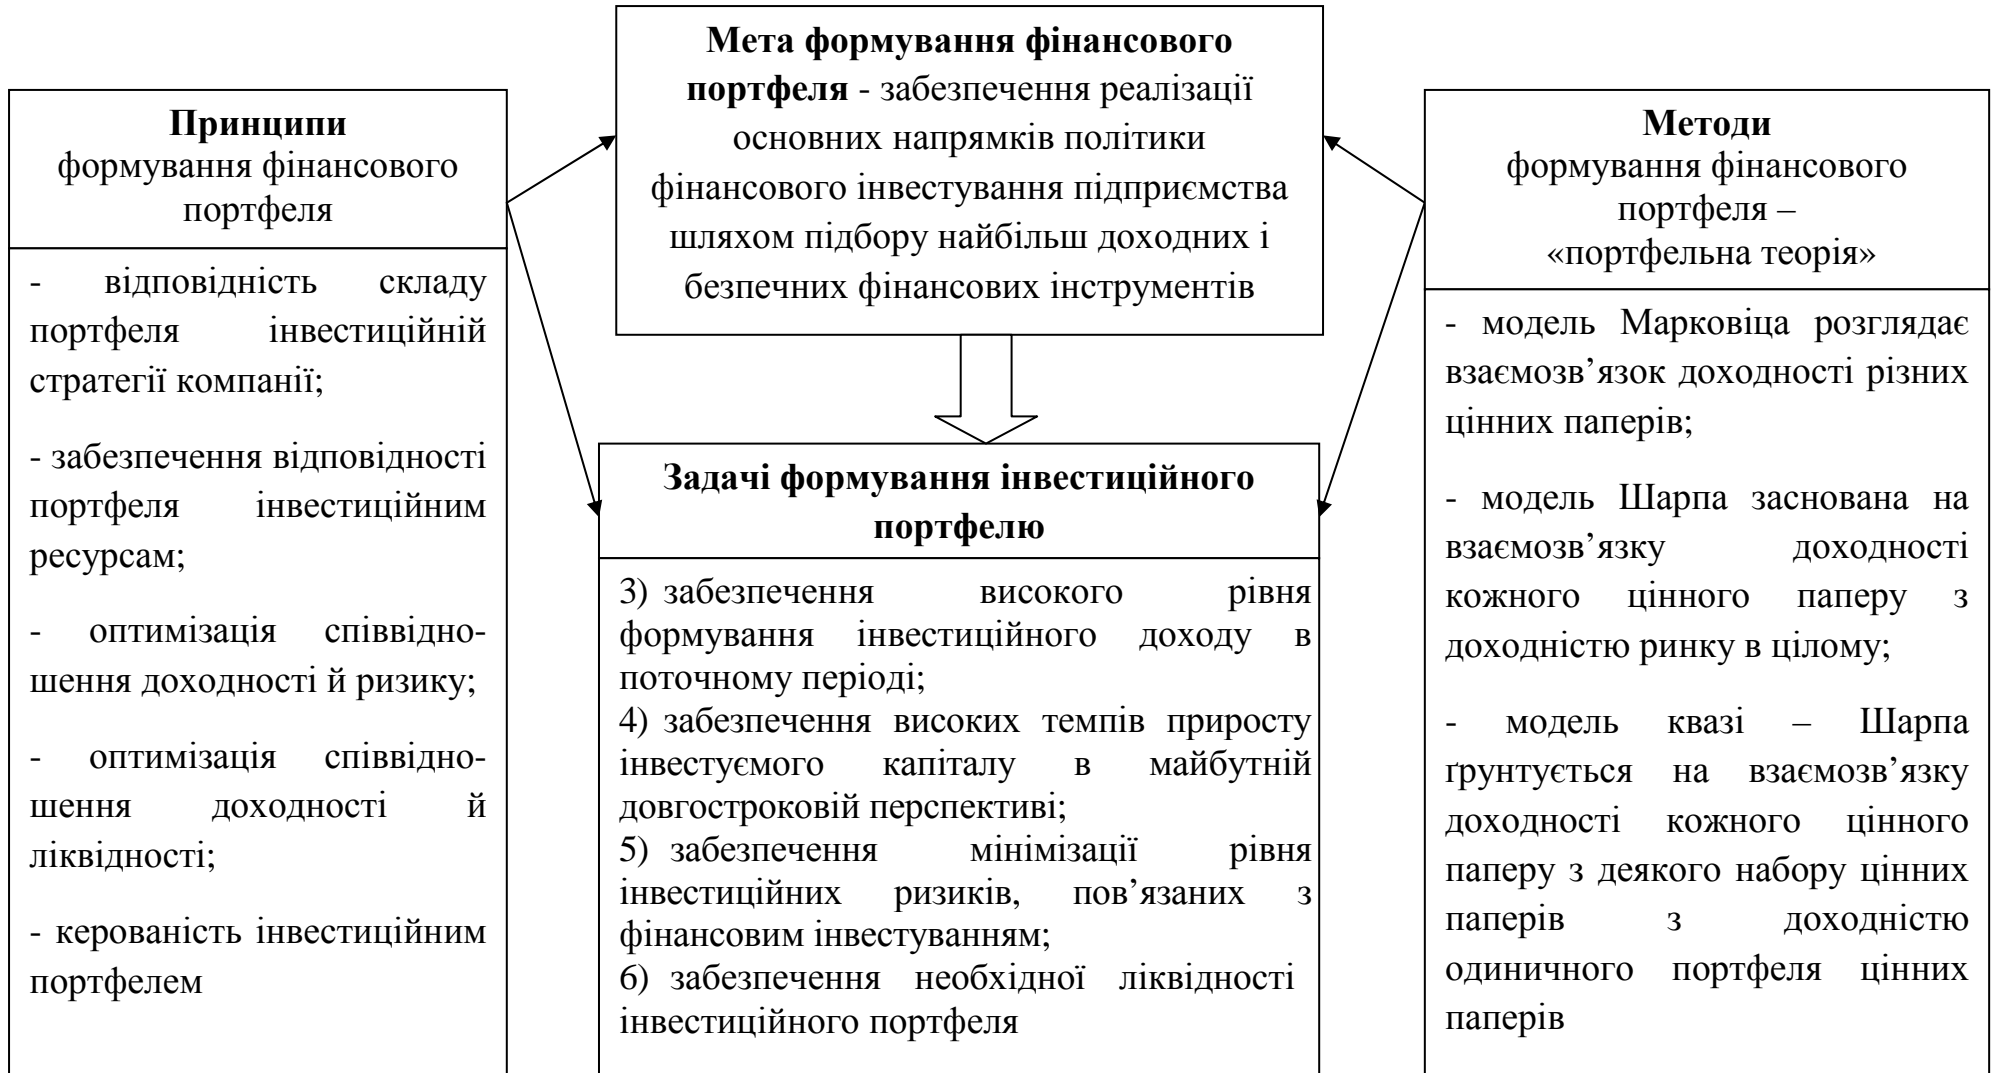 Мета формування фінансового
портфеля - забезпечення реалізації
основних напрямків політики
фінансового інвестування підприємства
шляхом підбору найбільш доходних і
безпечних фінансових інструментів
Принципи
формування фінансового
портфеля
- відповідність складу
портфеля інвестиційній
стратегії компанії;
- забезпечення відповідності
портфеля інвестиційним
ресурсам;
- оптимізація співвідно-
шення доходності й ризику;
- оптимізація співвідно-
шення доходності й
ліквідності;
- керованість інвестиційним
портфелем
Задачі формування інвестиційного
портфелю
3) забезпечення високого рівня
формування інвестиційного доходу в
поточному періоді;
4) забезпечення високих темпів приросту
інвестуємого капіталу в майбутній
довгостроковій перспективі;
5) забезпечення мінімізації рівня
інвестиційних ризиків, пов’язаних з
фінансовим інвестуванням;
6) забезпечення необхідної ліквідності
інвестиційного портфеля
Методи
формування фінансового
портфеля –
«портфельна теорія»
- модель Марковіца розглядає
взаємозв’язок доходності різних
цінних паперів;
- модель Шарпа заснована на
взаємозв’язку доходності
кожного цінного паперу з
доходністю ринку в цілому;
- модель квазі – Шарпа
ґрунтується на взаємозв’язку
доходності кожного цінного
паперу з деякого набору цінних
паперів з доходністю
одиничного портфеля цінних
паперів